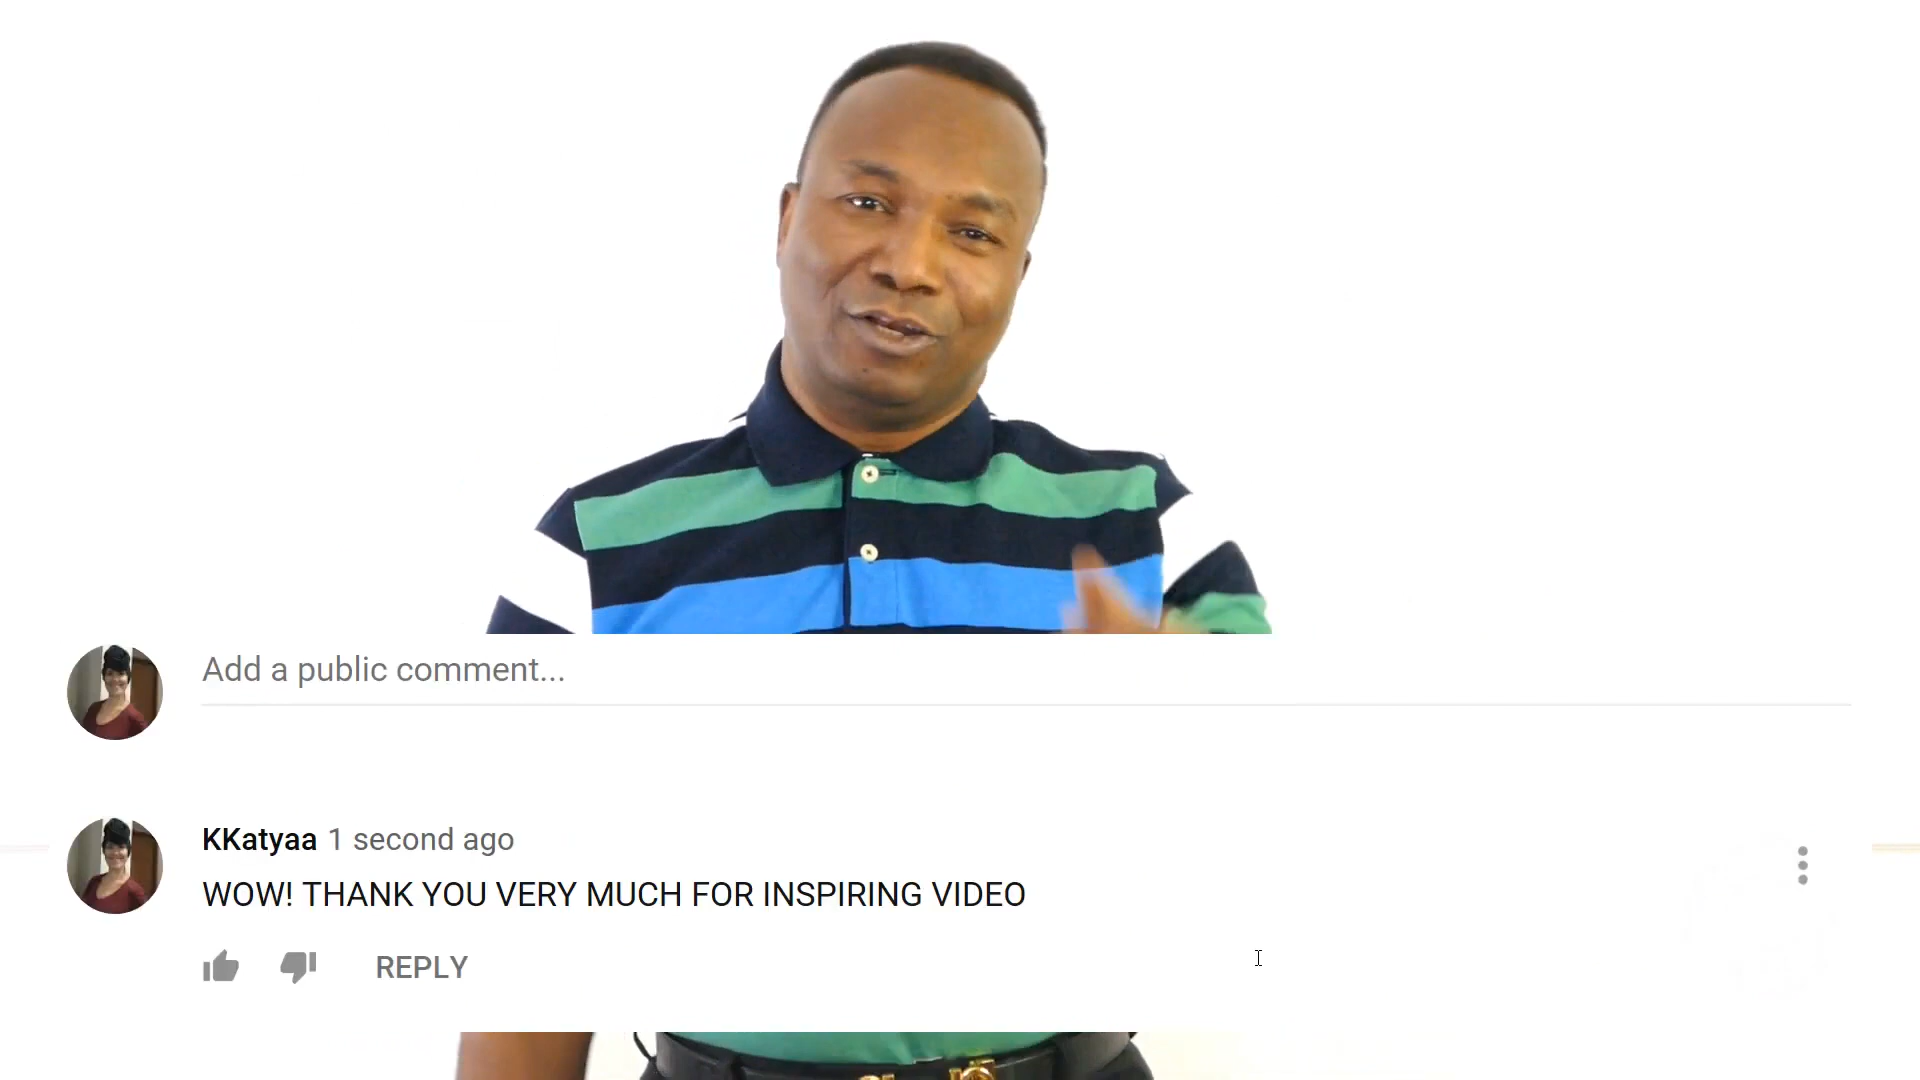 Add a public comment...
KKatyaa 1 second ago
WOW! THANK YOU VERY MUCH FOR INSPIRING VIDEO
REPLY